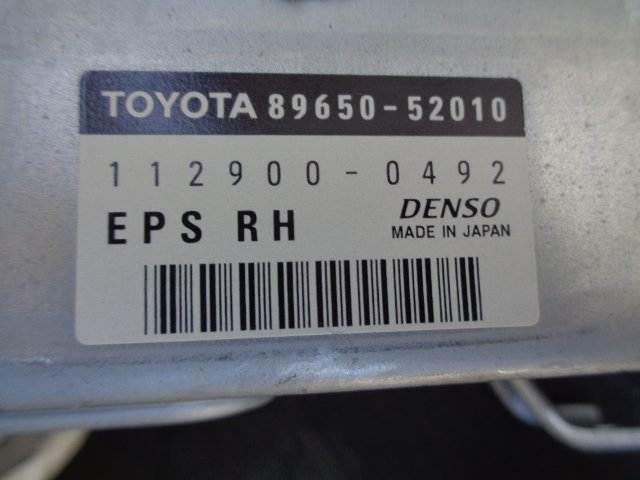 TOYOTA 89650-52010
112900-0492
EPS RH DENSO
MADE IN JAPAN